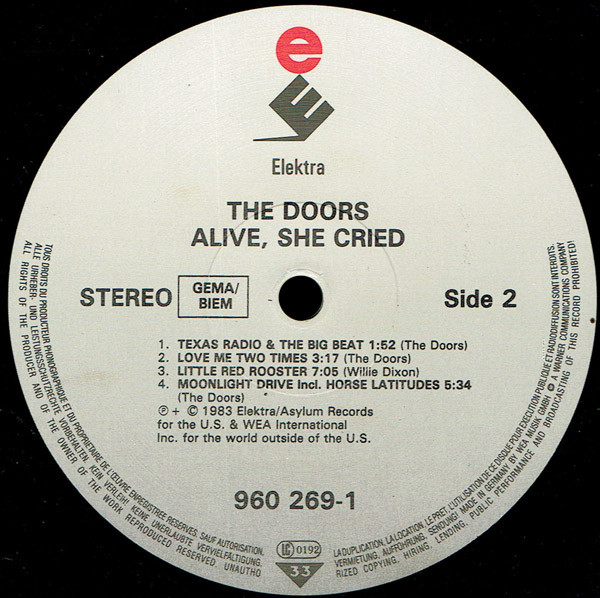 e
E
Elektra
THE DOORS
ALIVE, SHE CRIED
STEREO GEMA/
BIEM
Side 2
1. TEXAS RADIO & THE BIG BEAT 1:52 (The Doors)
2. LOVE ME TWO TIMES 3:17 (The Doors)
3. LITTLE RED ROOSTER 7:05 (Willie Dixon)
4. MOONLIGHT DRIVE Incl. HORSE LATITUDES 5:34
(The Doors)
Ⓟ + © 1983 Elektra/Asylum Records
for the U.S. & WEA International
Inc. for the world outside of the U.S.
960 269-1
TOUS DROITS DU PRODUCTEUR PHONOGRAPHIQUE ET DU PROPRIETAIRE DE L'ŒUVRE ENREGISTREE RESERVES. SAUF AUTORISATION,
ALLE URHEBER- UND LEISTUNGSSCHUTZRECHTE VORBEHALTEN. KEIN VERLEIH! KEINE UNERLAUBTE VERVIELFÄLTIGUNG,
ALL RIGHTS OF THE PRODUCER AND OF THE OWNER OF THE WORK REPRODUCED RESERVED UNAUTHO
LC 0192
33
LA DUPLICATION, LA LOCATION, LE PRET, L'UTILISATION DE CE DISQUE POUR EXECUTION PUBLIQUE ET RADIODIFFUSION SONT INTERDITS.
VERMIETUNG, AUFFÜHRUNG, SENDUNG! MADE IN GERMANY BY WEA MUSIK GMBH A WARNER COMMUNICATIONS COMPANY
RIZED COPYING, HIRING, LENDING, PUBLIC PERFORMANCE AND BROADCASTING OF THIS RECORD PROHIBITED!